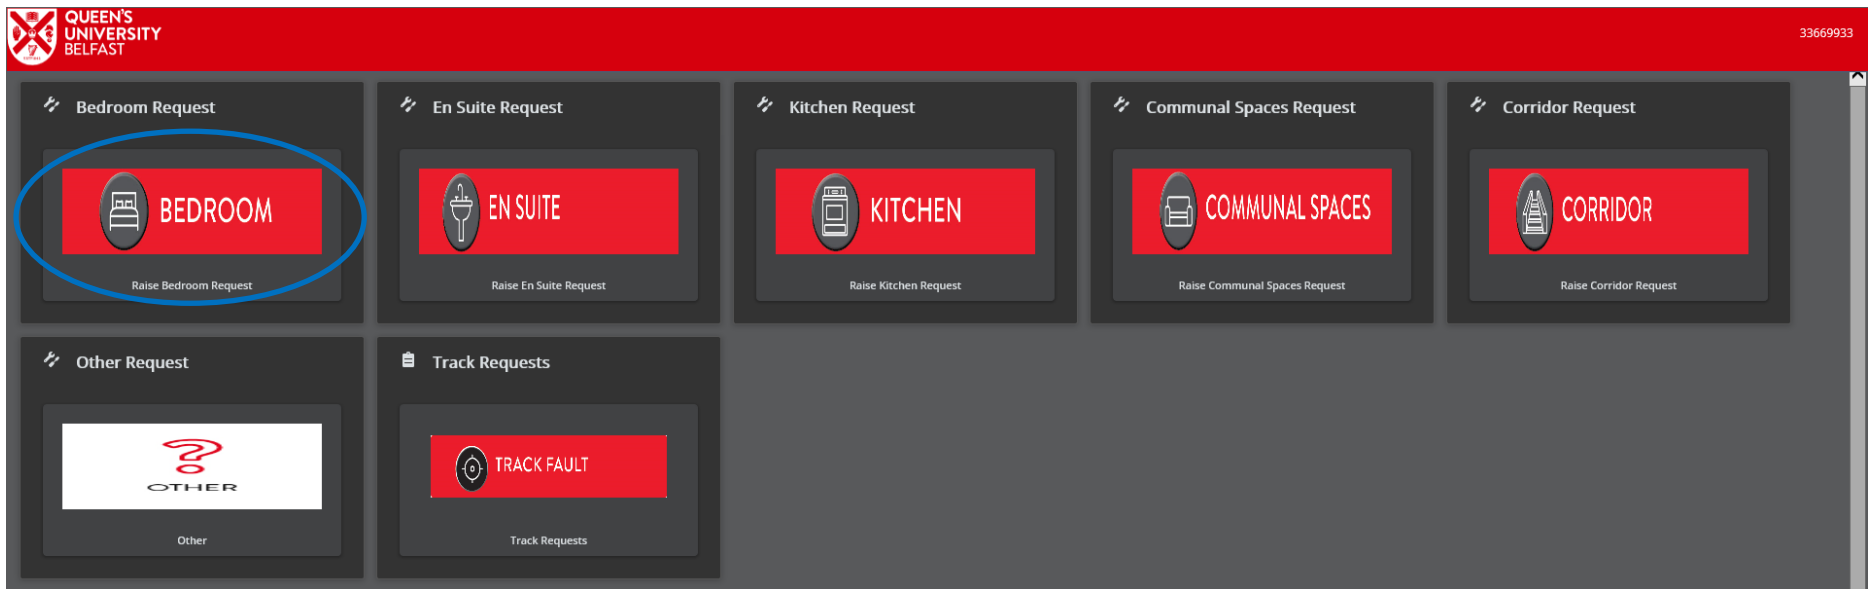 QUEEN'S
UNIVERSITY
BELFAST
33669933
Bedroom Request
En Suite Request
Kitchen Request
Communal Spaces Request
Corridor Request
BEDROOM
EN SUITE
KITCHEN
COMMUNAL SPACES
CORRIDOR
Raise Bedroom Request
Raise En Suite Request
Raise Kitchen Request
Raise Communal Spaces Request
Raise Corridor Request
Other Request
Track Requests
?
OTHER
TRACK FAULT
Other
Track Requests